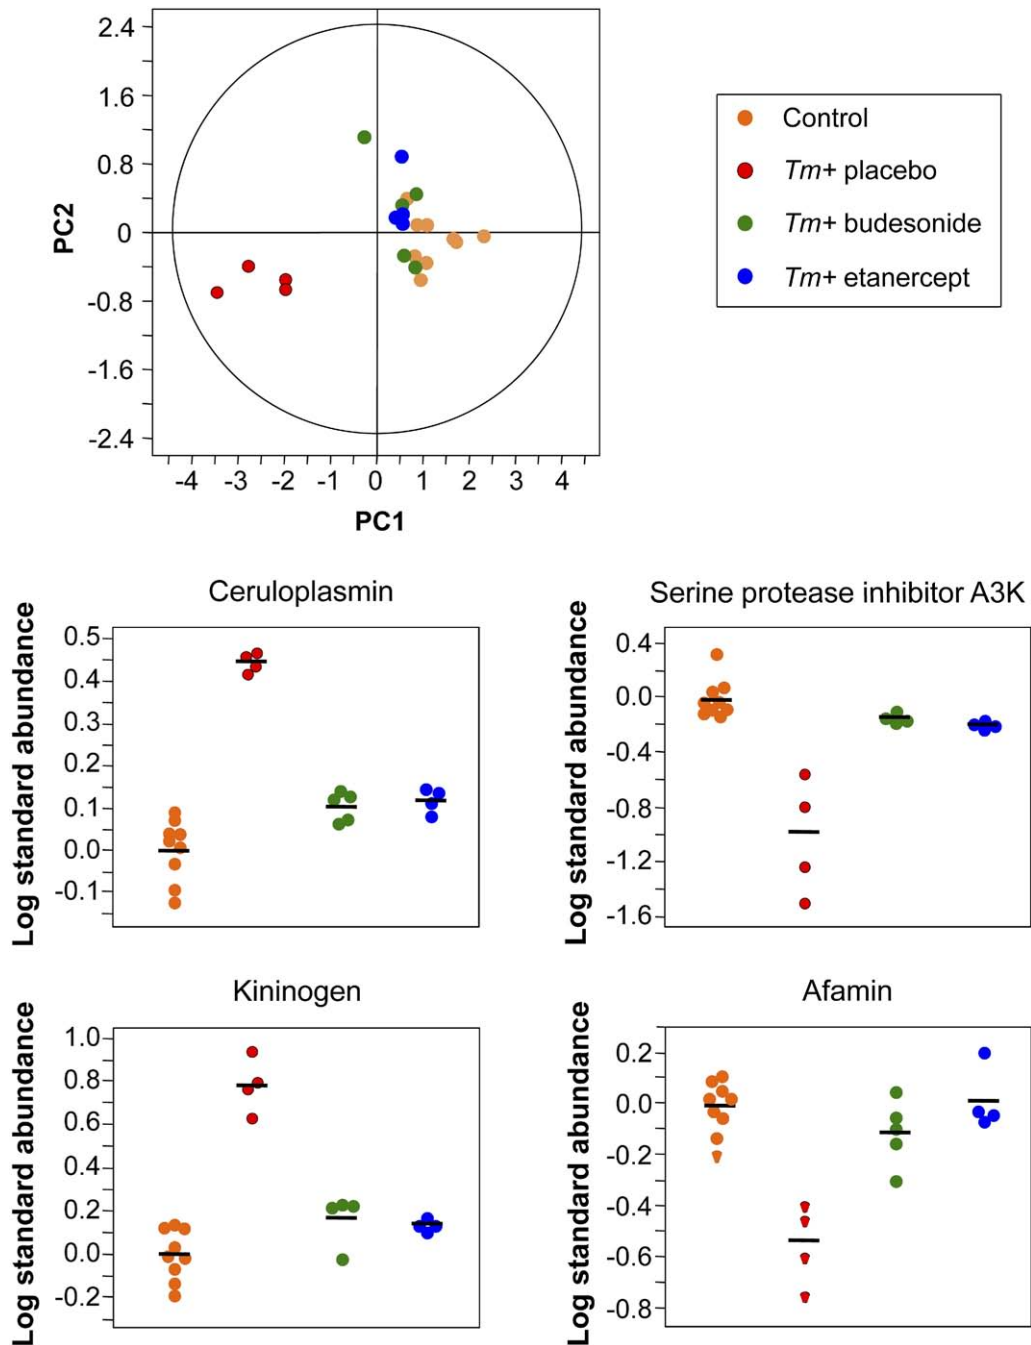 2.4
1.6
0.8
0
-0.8
-1.6
-2.4
PC2
-4 -3 -2 -1 0 1 2 3 4
PC1
Control
Tm+ placebo
Tm+ budesonide
Tm+ etanercept
Ceruloplasmin
Log standard abundance
0.5
0.4
0.3
0.2
0.1
0.0
-0.1
Serine protease inhibitor A3K
Log standard abundance
0.4
0.0
-0.4
-0.8
-1.2
-1.6
Kininogen
Log standard abundance
1.0
0.8
0.6
0.4
0.2
0.0
-0.2
Afamin
Log standard abundance
0.2
0.0
-0.2
-0.4
-0.6
-0.8